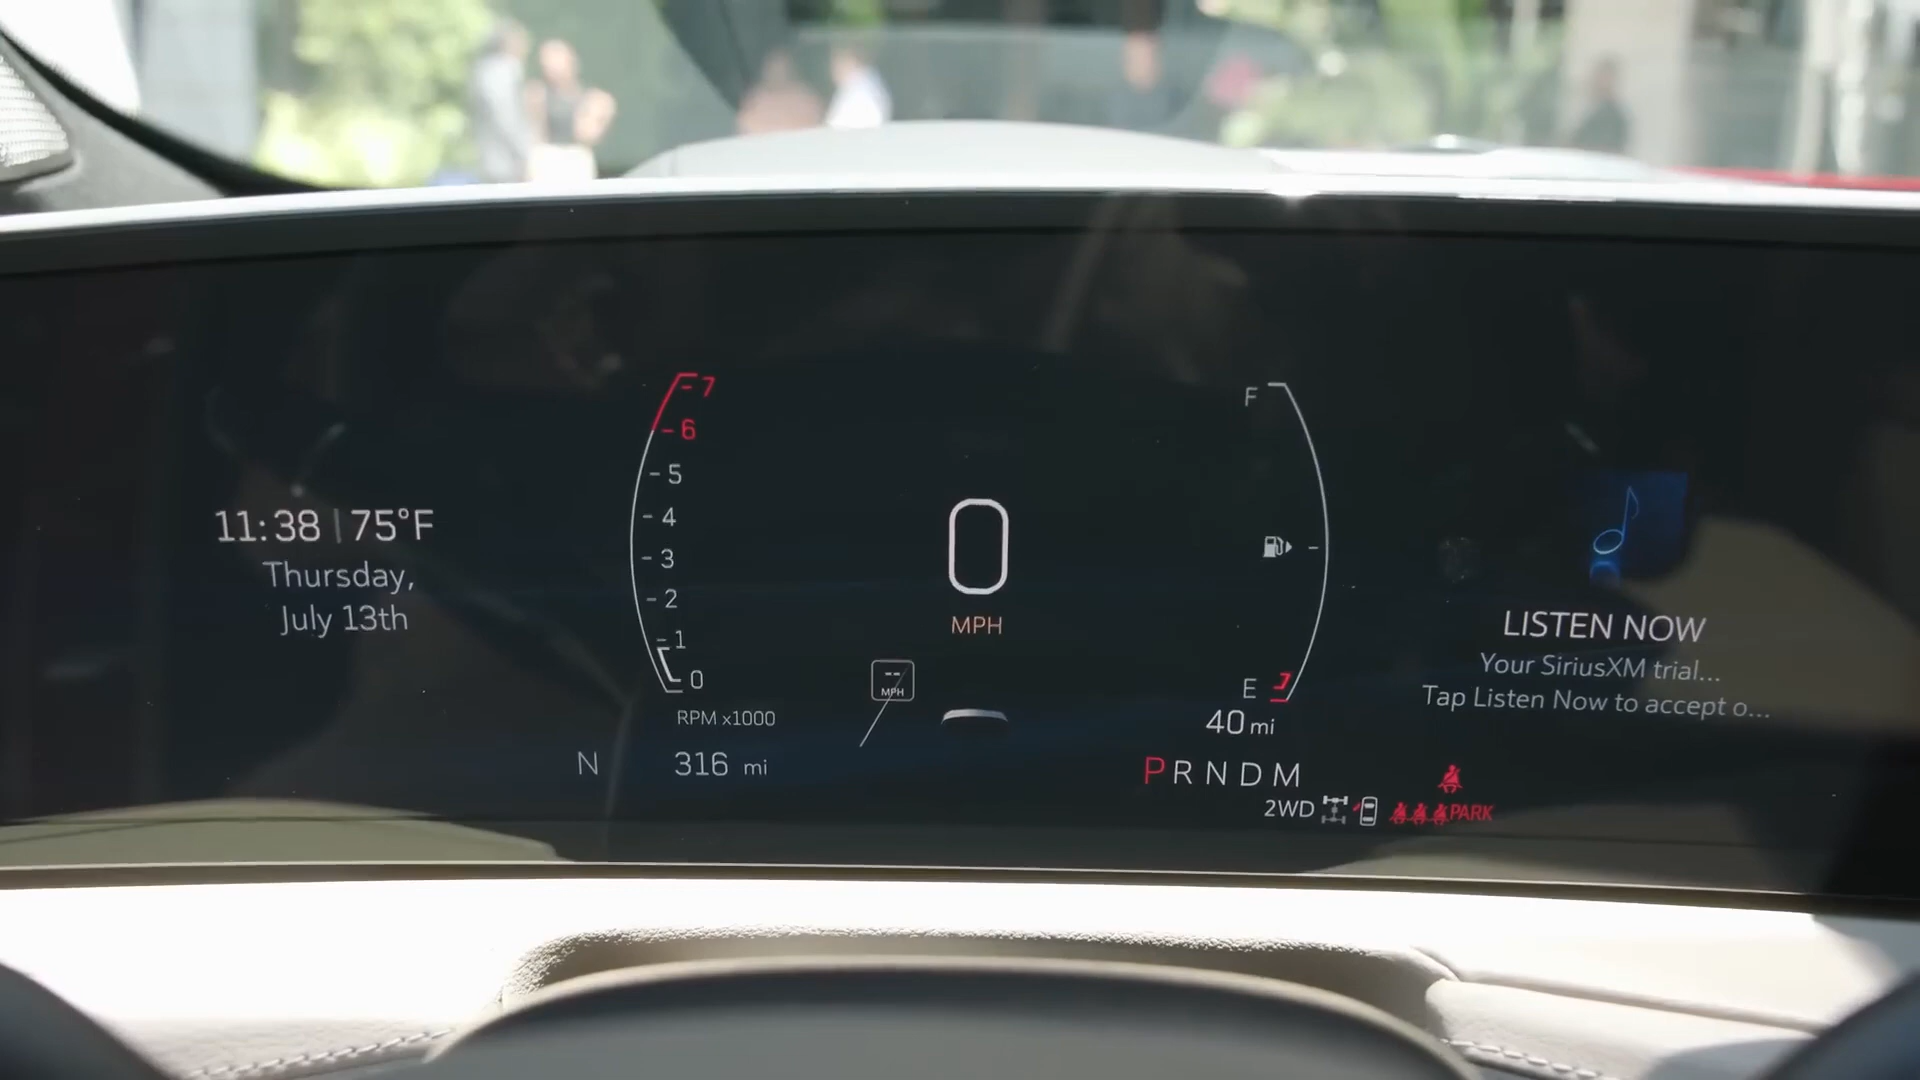 11:38 | 75°F
Thursday,
July 13th
7
6
5
4
3
2
1
0
RPM x1000
N 316 mi
0
MPH
--
MPH
F
E
40 mi
P R N D M
2WD
PARK
LISTEN NOW
Your SiriusXM trial...
Tap Listen Now to accept o...